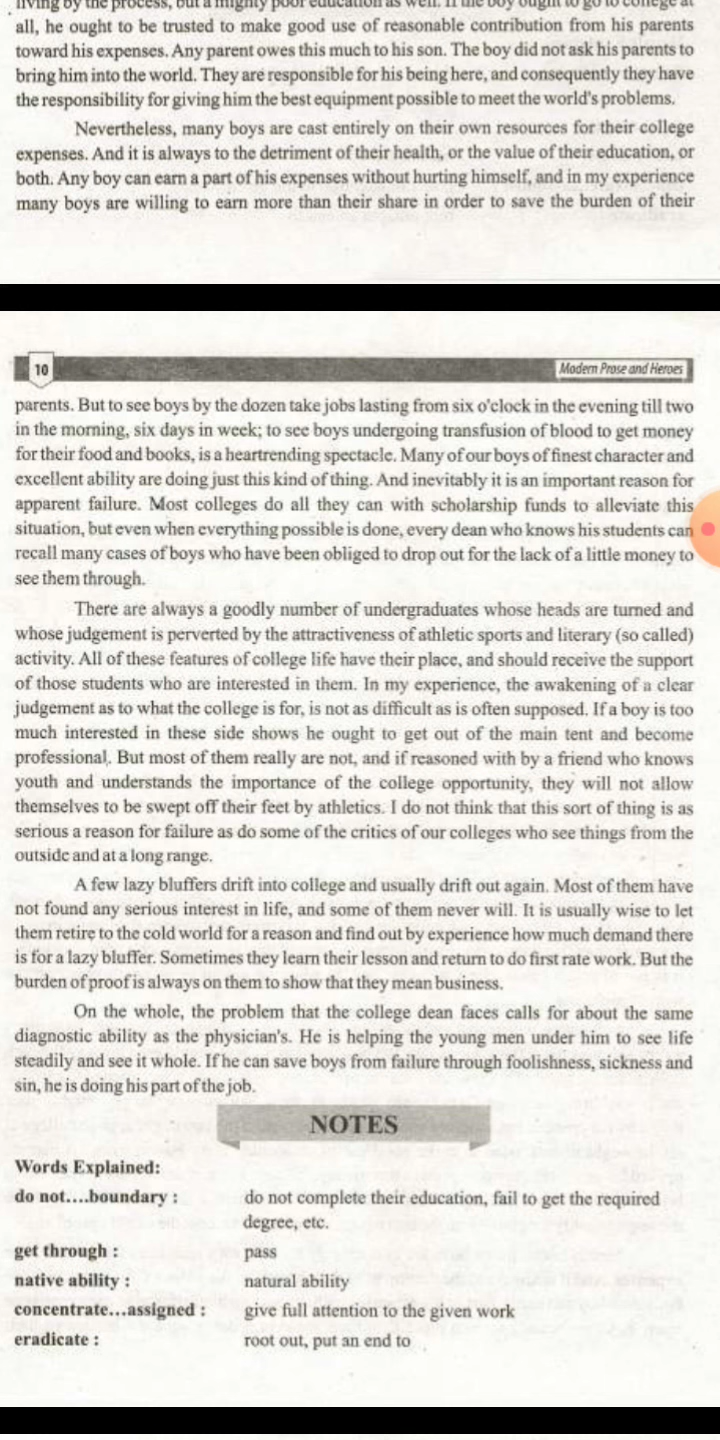 living by the process, but a mighty poor education as well. If the boy ought to go to college at
all, he ought to be trusted to make good use of reasonable contribution from his parents
toward his expenses. Any parent owes this much to his son. The boy did not ask his parents to
bring him into the world. They are responsible for his being here, and consequently they have
the responsibility for giving him the best equipment possible to meet the world's problems.
Nevertheless, many boys are cast entirely on their own resources for their college
expenses. And it is always to the detriment of their health, or the value of their education, or
both. Any boy can earn a part of his expenses without hurting himself, and in my experience
many boys are willing to earn more than their share in order to save the burden of their
10 Modern Prose and Heroes
parents. But to see boys by the dozen take jobs lasting from six o'clock in the evening till two
in the morning, six days in week; to see boys undergoing transfusion of blood to get money
for their food and books, is a heartrending spectacle. Many of our boys of finest character and
excellent ability are doing just this kind of thing. And inevitably it is an important reason for
apparent failure. Most colleges do all they can with scholarship funds to alleviate this
situation, but even when everything possible is done, every dean who knows his students can
recall many cases of boys who have been obliged to drop out for the lack of a little money to
see them through.
There are always a goodly number of undergraduates whose heads are turned and
whose judgement is perverted by the attractiveness of athletic sports and literary (so called)
activity. All of these features of college life have their place, and should receive the support
of those students who are interested in them. In my experience, the awakening of a clear
judgement as to what the college is for, is not as difficult as is often supposed. If a boy is too
much interested in these side shows he ought to get out of the main tent and become
professional. But most of them really are not, and if reasoned with by a friend who knows
youth and understands the importance of the college opportunity, they will not allow
themselves to be swept off their feet by athletics. I do not think that this sort of thing is as
serious a reason for failure as do some of the critics of our colleges who see things from the
outside and at a long range.
A few lazy bluffers drift into college and usually drift out again. Most of them have
not found any serious interest in life, and some of them never will. It is usually wise to let
them retire to the cold world for a reason and find out by experience how much demand there
is for a lazy bluffer. Sometimes they learn their lesson and return to do first rate work. But the
burden of proof is always on them to show that they mean business.
On the whole, the problem that the college dean faces calls for about the same
diagnostic ability as the physician's. He is helping the young men under him to see life
steadily and see it whole. If he can save boys from failure through foolishness, sickness and
sin, he is doing his part of the job.
NOTES
Words Explained:
do not....boundary : do not complete their education, fail to get the required
degree, etc.
get through : pass
native ability : natural ability
concentrate...assigned : give full attention to the given work
eradicate : root out, put an end to